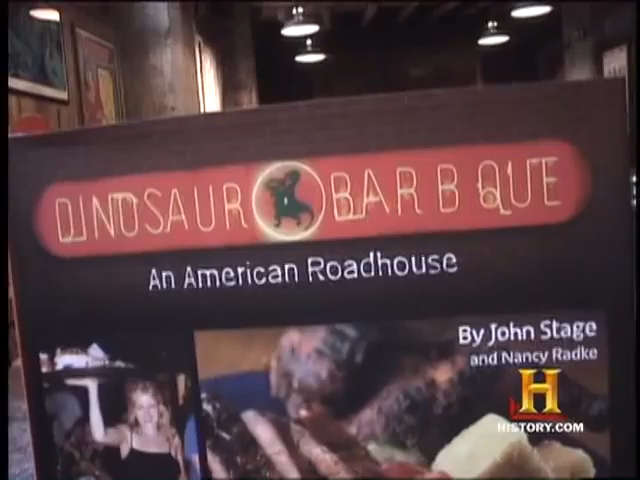 DINOSAUR BAR B QUE
An American Roadhouse
By John Stage
and Nancy Radke
H
HISTORY.COM